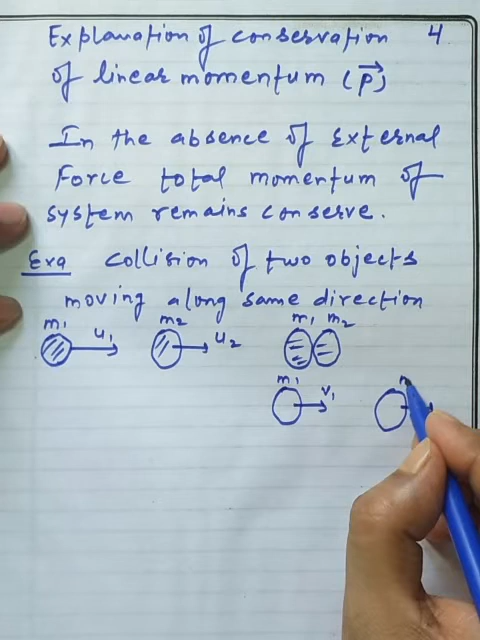 Explanation of conservation 4
of linear momentum (P⃗)
In the absence of External
Force total momentum of
system remains conserve.
Exa Collision of two objects
moving along same direction
m₁ u₁ m₂ u₂ m₁ m₂
m₁ v₁